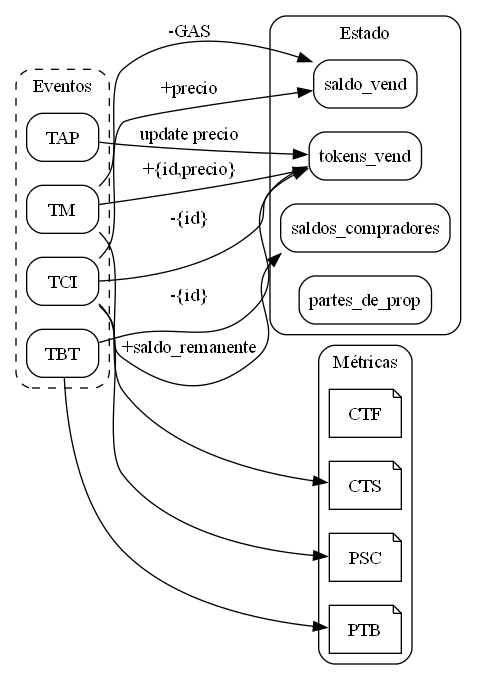 Eventos
TAP
TM
TCI
TBT
-GAS
+precio
update precio
+{id,precio}
-{id}
-{id}
+saldo_remanente
Estado
saldo_vend
tokens_vend
saldos_compradores
partes_de_prop
Métricas
CTF
CTS
PSC
PTB